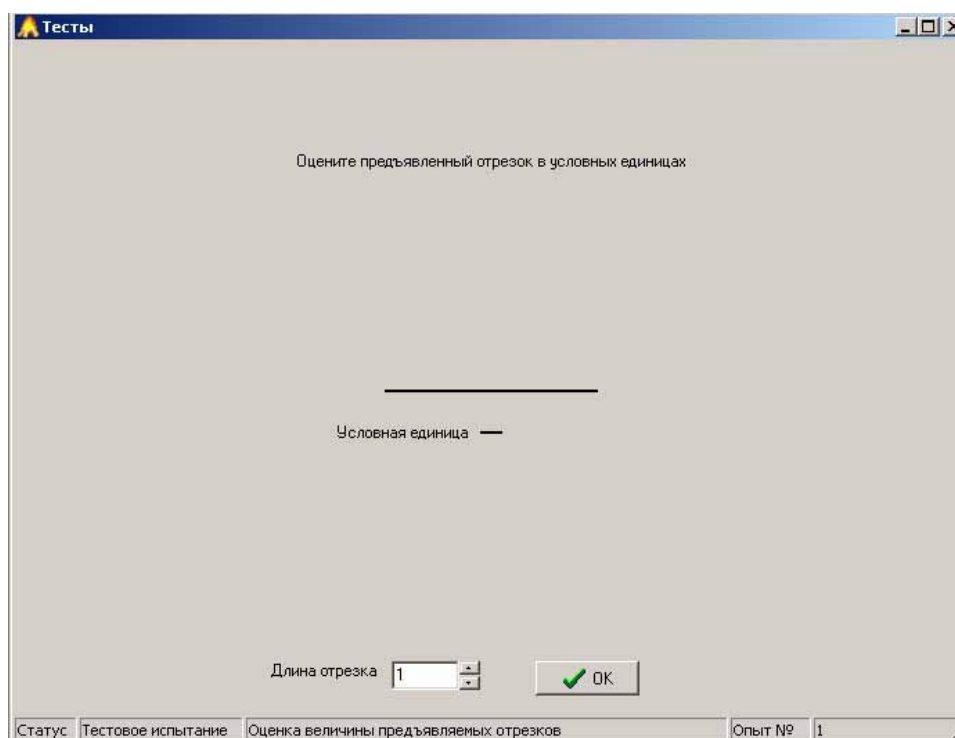 Тесты
Оцените предъявленный отрезок в условных единицах
Условная единица
Длина отрезка 1 OK
Статус Тестовое испытание Оценка величины предъявляемых отрезков Опыт № 1